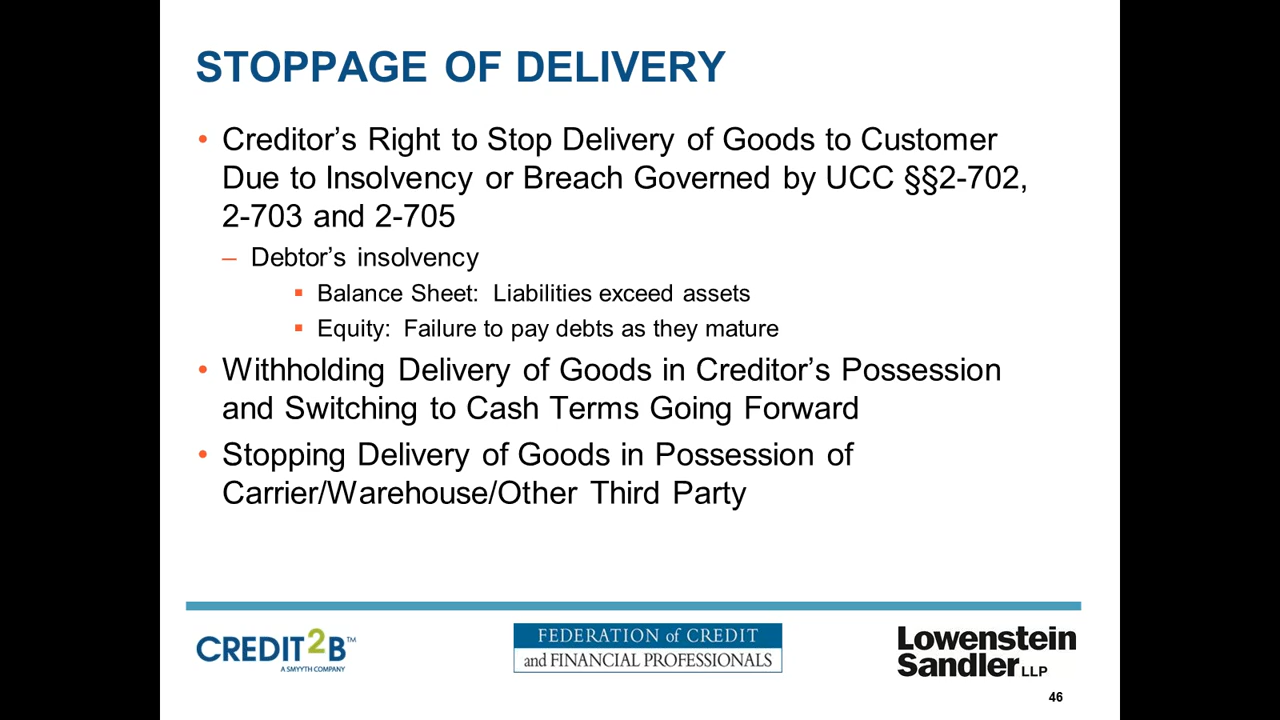 STOPPAGE OF DELIVERY
• Creditor’s Right to Stop Delivery of Goods to Customer
Due to Insolvency or Breach Governed by UCC §§2-702,
2-703 and 2-705
– Debtor’s insolvency
▪ Balance Sheet: Liabilities exceed assets
▪ Equity: Failure to pay debts as they mature
• Withholding Delivery of Goods in Creditor’s Possession
and Switching to Cash Terms Going Forward
• Stopping Delivery of Goods in Possession of
Carrier/Warehouse/Other Third Party
CREDIT2B™
A SMYYTH COMPANY
FEDERATION of CREDIT
and FINANCIAL PROFESSIONALS
Lowenstein
Sandler LLP
46